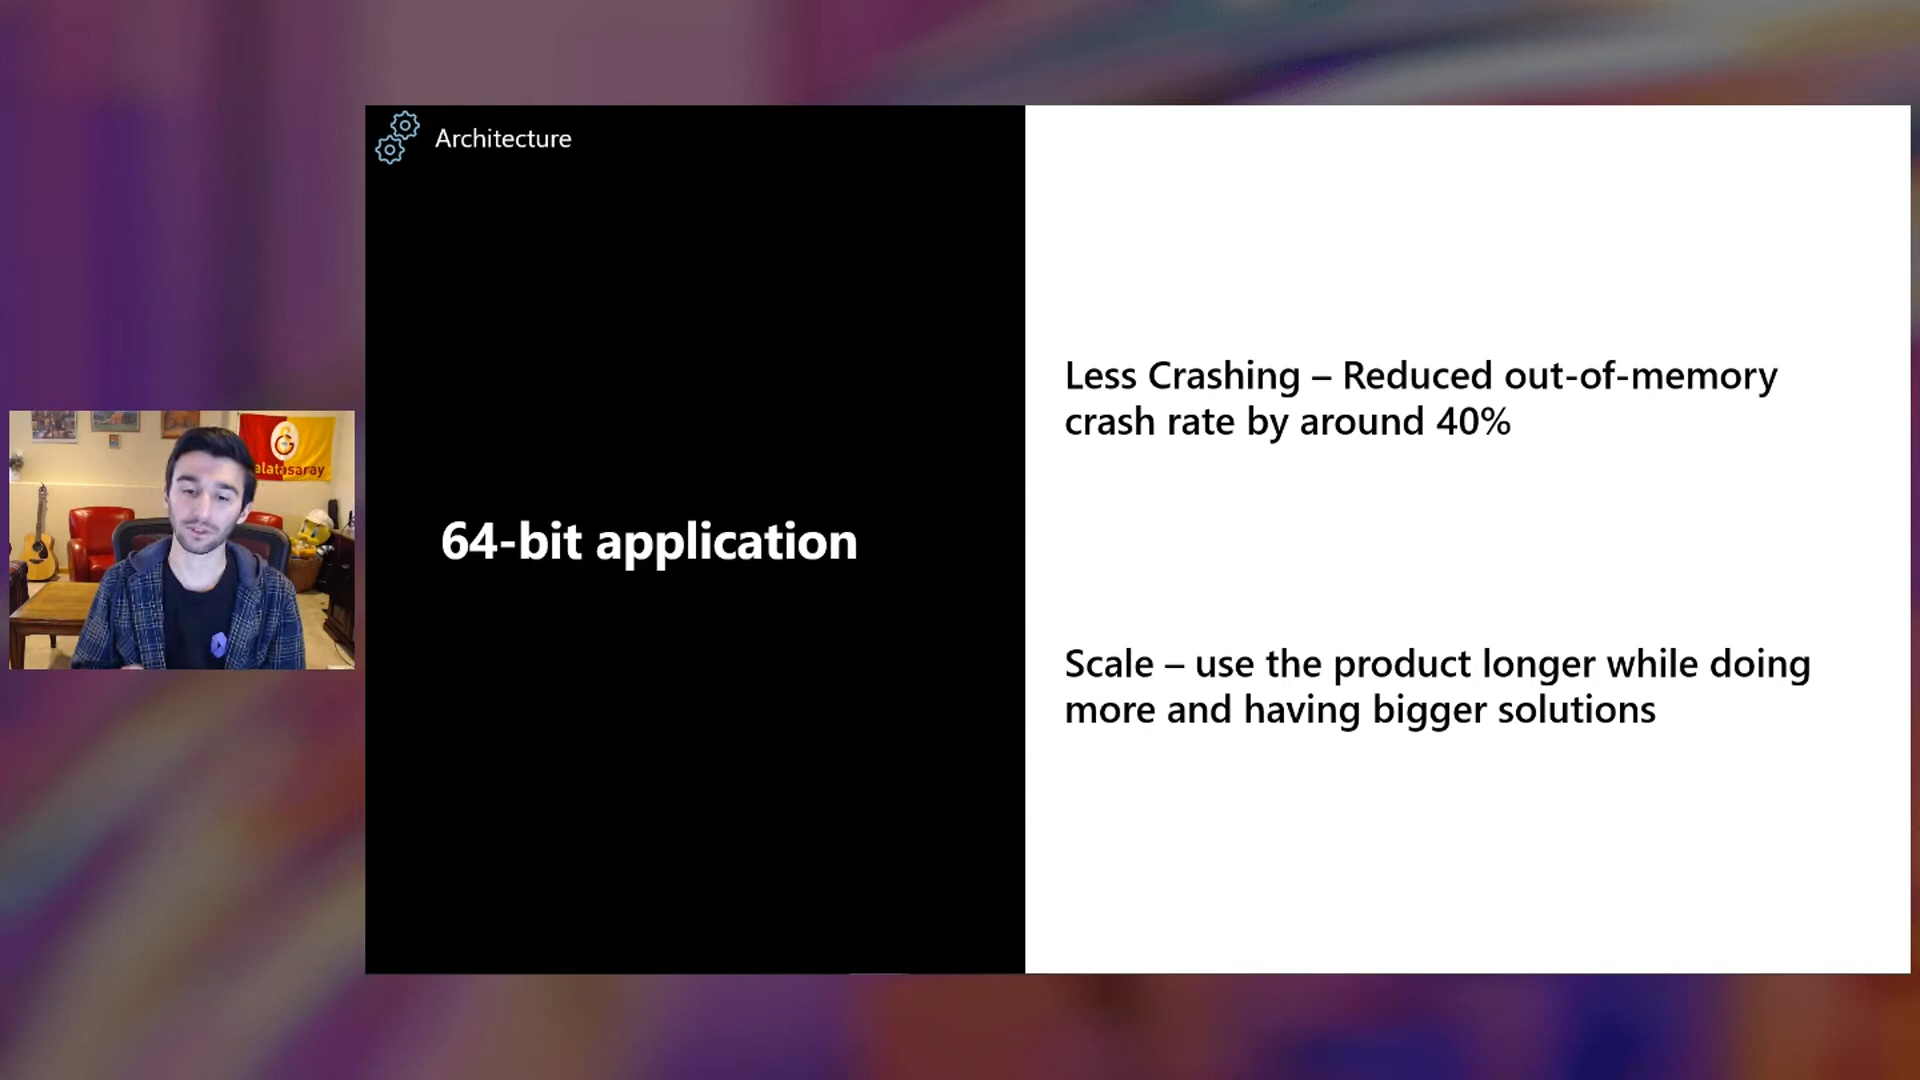 Architecture
64-bit application
Less Crashing – Reduced out-of-memory
crash rate by around 40%
Scale – use the product longer while doing
more and having bigger solutions
alatasaray